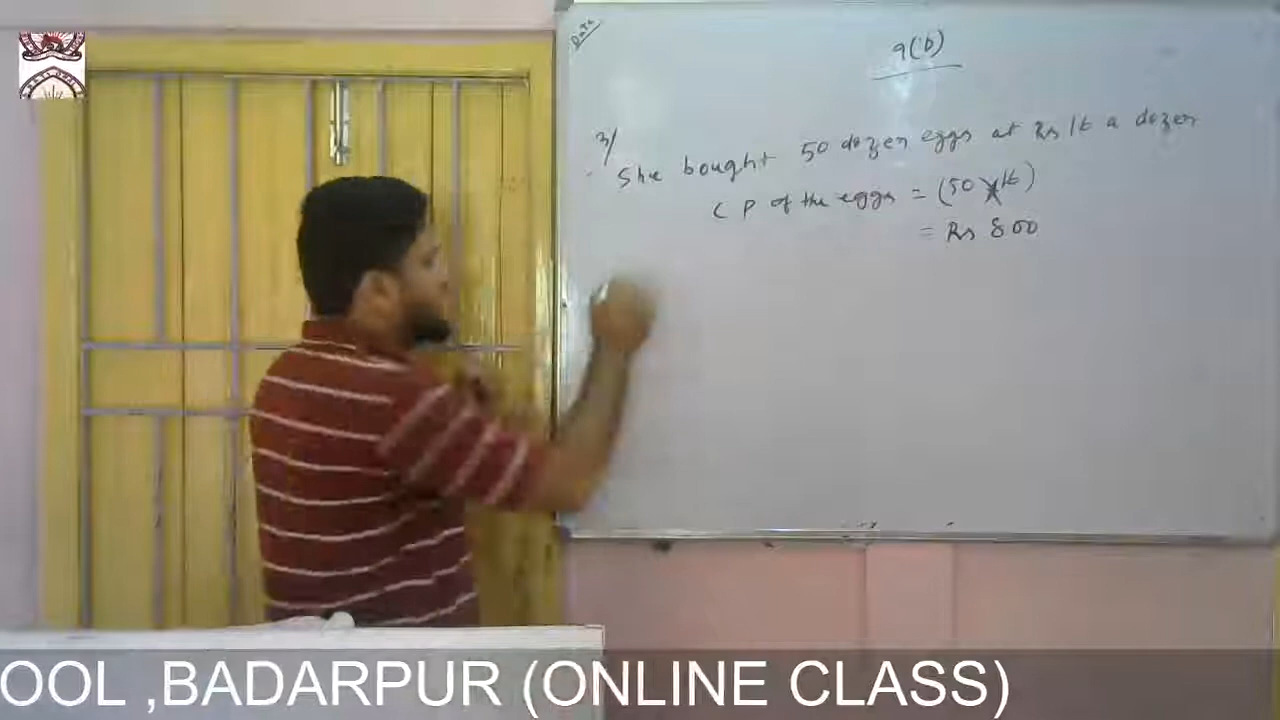 DATE
9(b)
3/
She bought 50 dozen eggs at Rs 16 a dozen
CP of the eggs = (50 × 16)
= Rs 800
OOL ,BADARPUR (ONLINE CLASS)